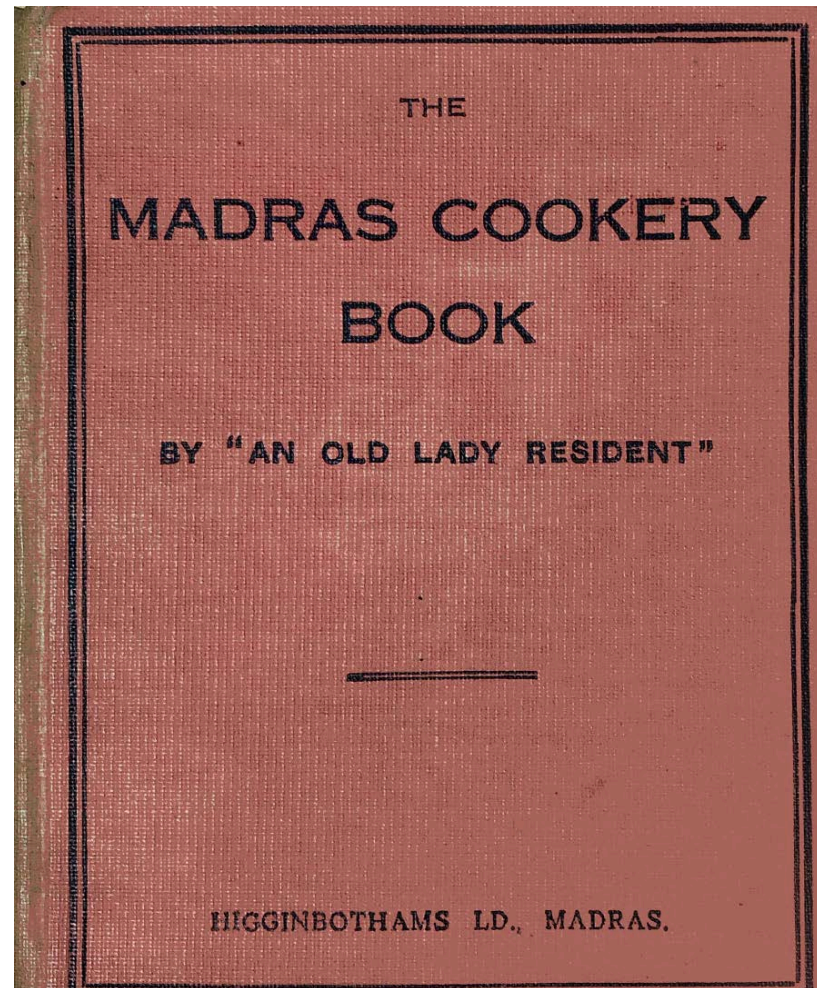 THE
MADRAS COOKERY
BOOK
BY "AN OLD LADY RESIDENT"
HIGGINBOTHAMS LD., MADRAS.